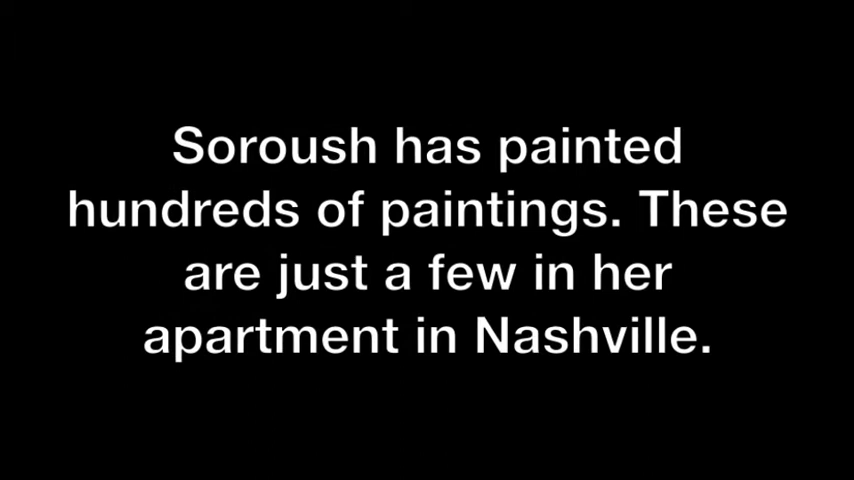 Soroush has painted
hundreds of paintings. These
are just a few in her
apartment in Nashville.